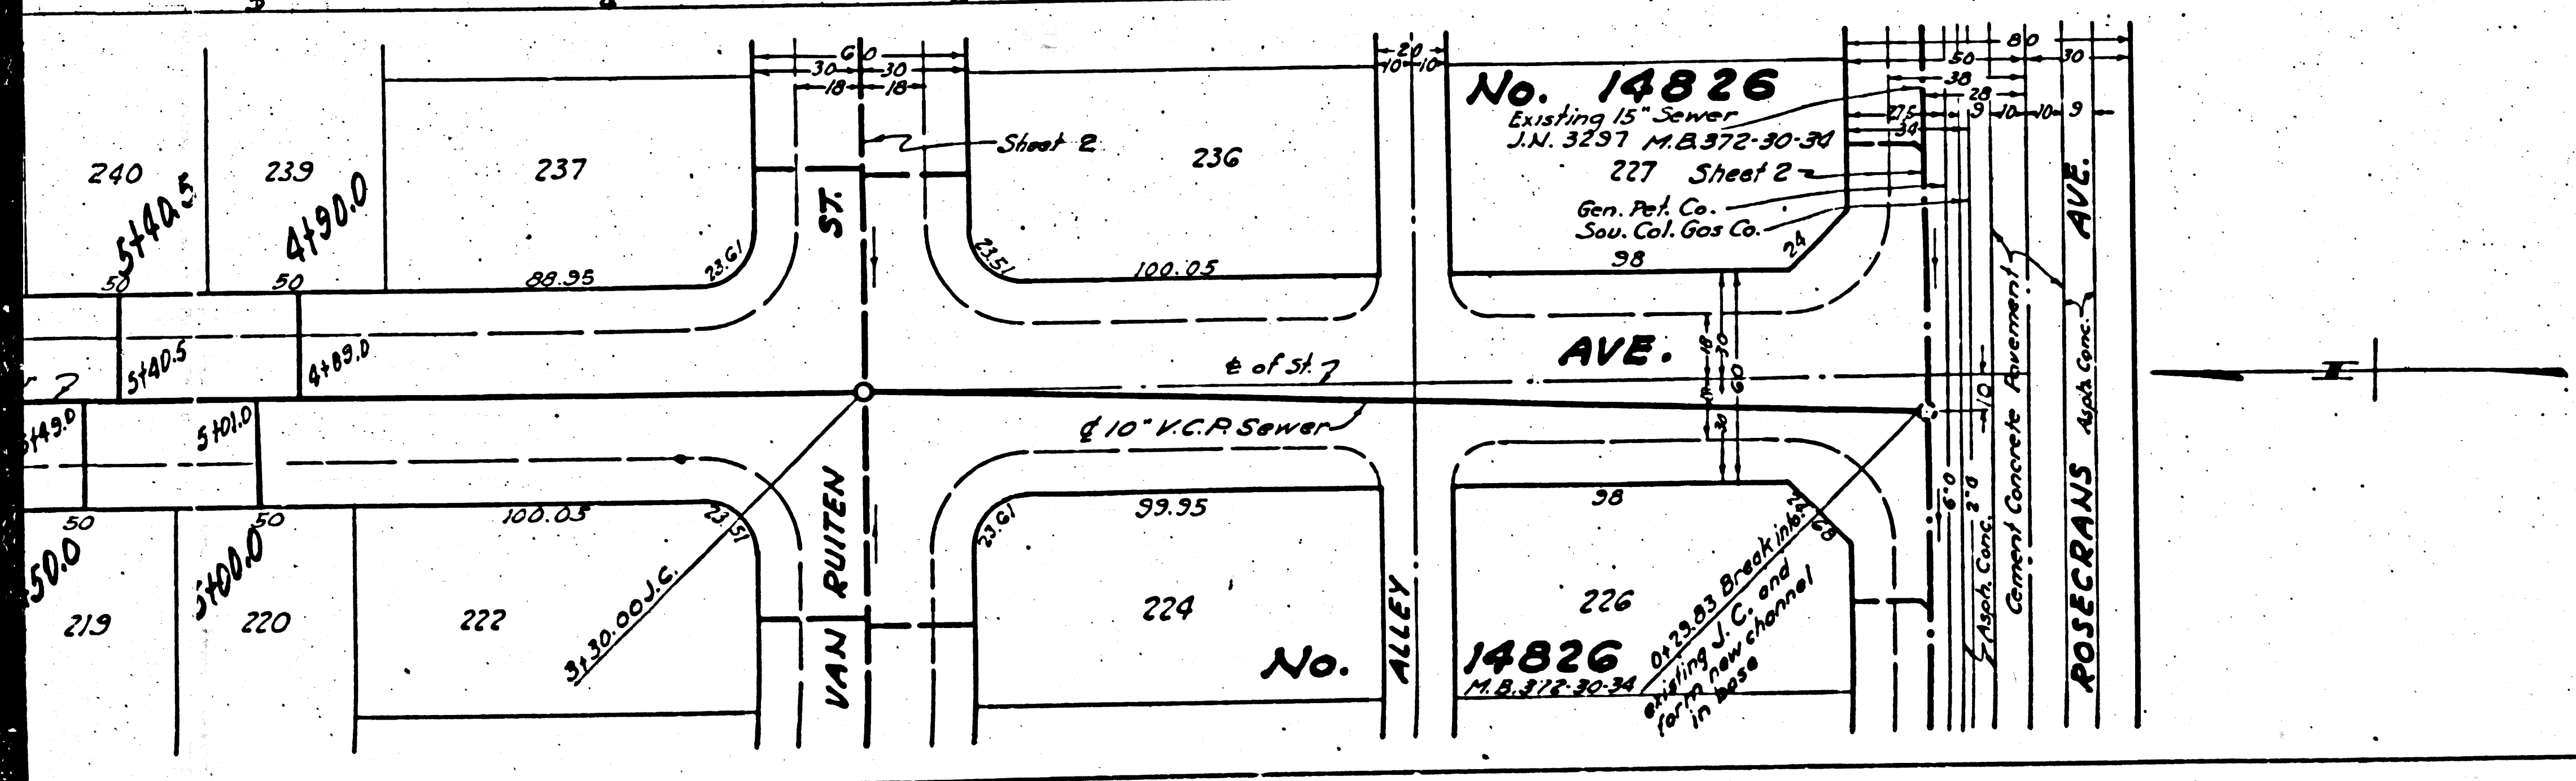 60
30 30
18 18
20
10 10
80
50 30
38
28
27.5 9 10 10 9
34
No. 14826
Existing 15" Sewer
J.N. 3297 M.B. 372-30-34
227 Sheet 2
Gen. Pet. Co.
Sou. Cal. Gas Co.
Sheet 2
240
239
237
236
5+40.5
4+90.0
ST.
50
50
88.95
23.61
23.51
100.05
98
24
AVE.
5+40.5
4+89.0
℄ of St.
AVE.
18
30
60
30
10
℄ 10" V.C.P. Sewer
Cement Concrete Pavement
Asph. Conc.
5+49.0
5+01.0
50
50
100.05
23.51
23.61
99.95
98
6"O
2"O
Asph. Conc.
50.0
5+00.0
219
220
222
224
226
3+30.00 J.C.
VAN RUITEN
ALLEY
ROSECRANS
No. 14826
M.B. 372-30-34
0+29.83 Break into
existing J.C. and
form new channel
in base